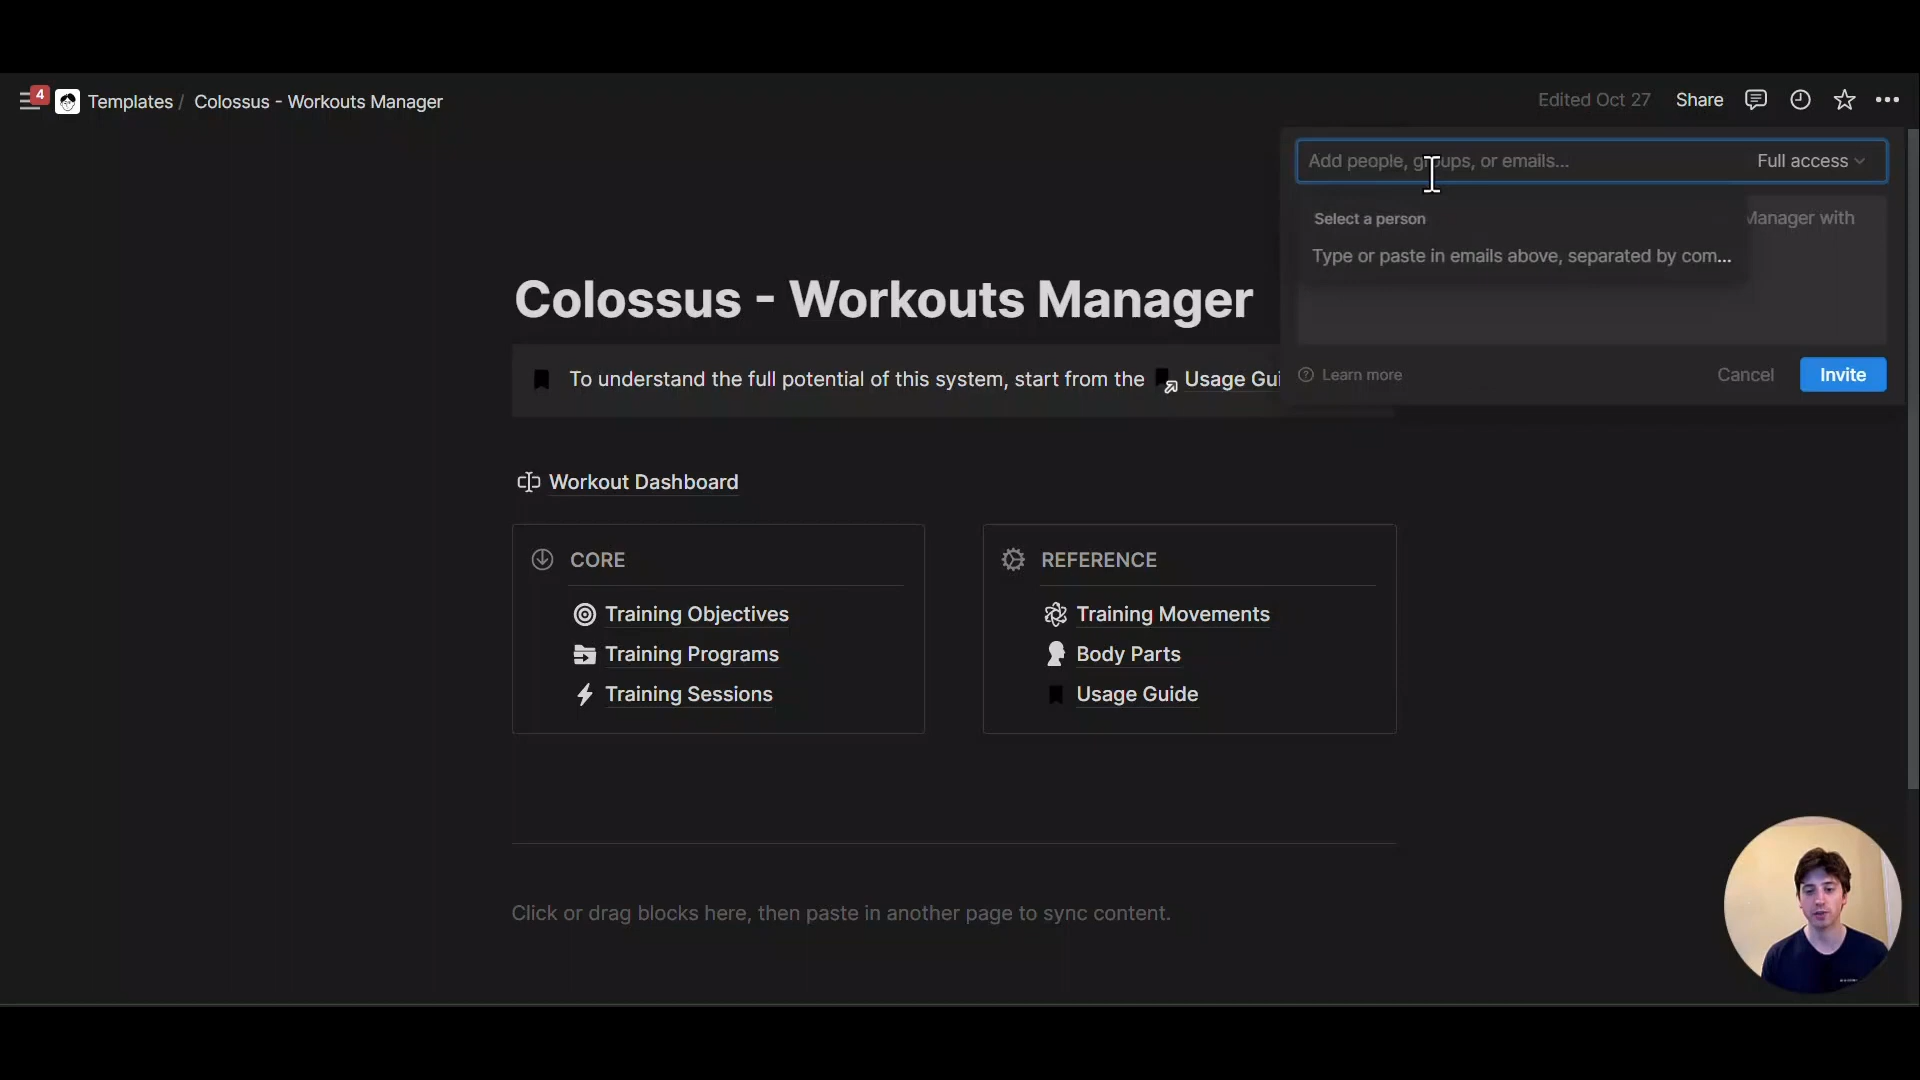 4
Templates / Colossus - Workouts Manager
Edited Oct 27
Share
Add people, groups, or emails...
Full access
Select a person
Manager with
Type or paste in emails above, separated by com...
Learn more
Cancel
Invite
Colossus - Workouts Manager
To understand the full potential of this system, start from the Usage Gui
Workout Dashboard
CORE
Training Objectives
Training Programs
Training Sessions
REFERENCE
Training Movements
Body Parts
Usage Guide
Click or drag blocks here, then paste in another page to sync content.